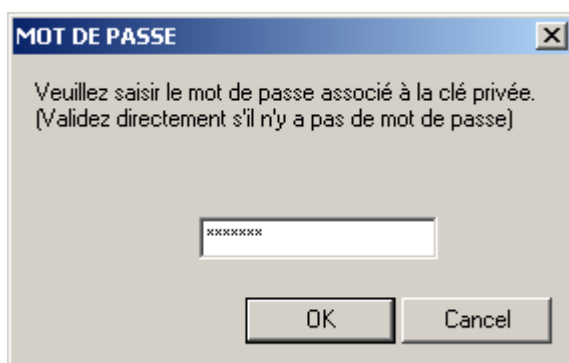 MOT DE PASSE
Veuillez saisir le mot de passe associé à la clé privée.
(Validez directement s'il n'y a pas de mot de passe)
*******
OK
Cancel